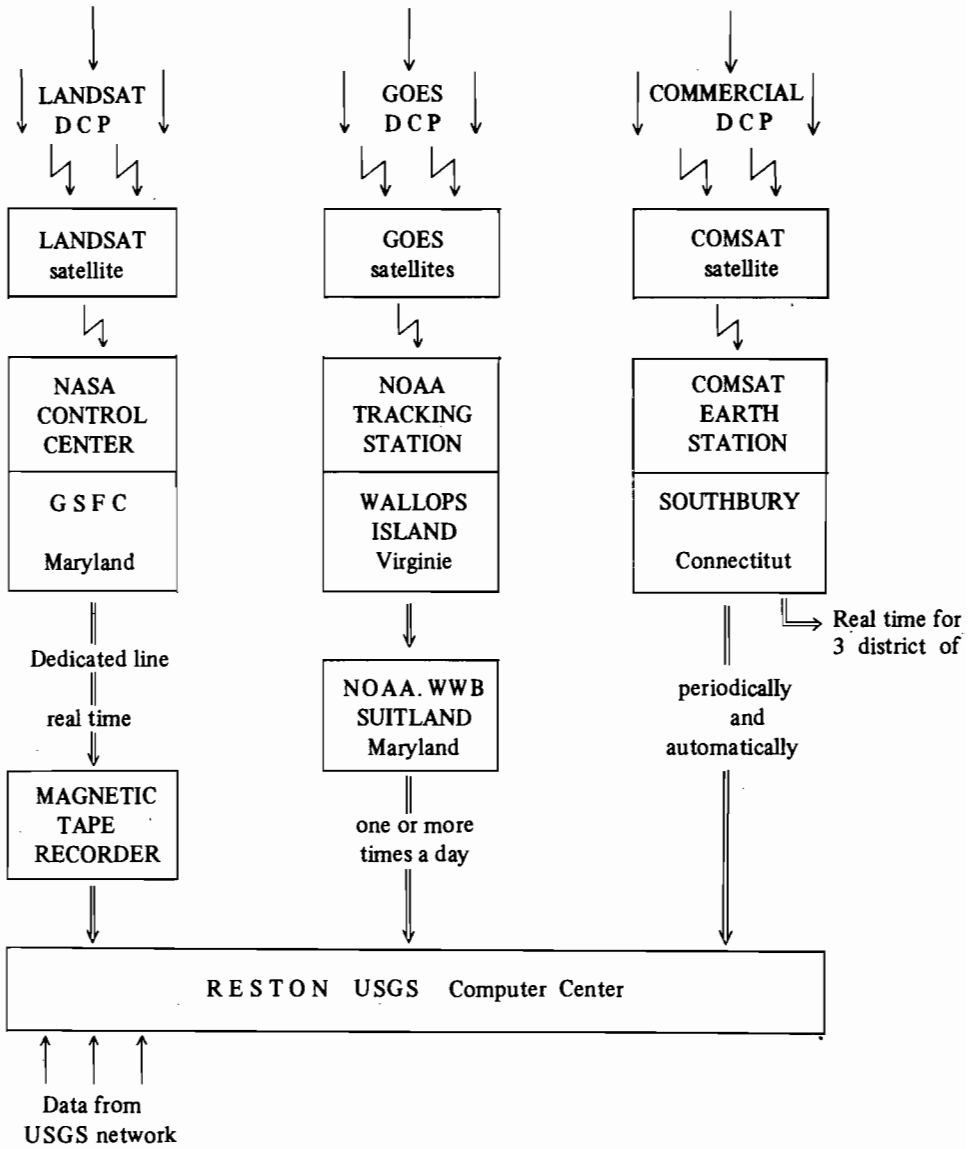 LANDSAT
D C P
GOES
D C P
COMMERCIAL
D C P
LANDSAT
satellite
GOES
satellites
COMSAT
satellite
NASA
CONTROL
CENTER
NOAA
TRACKING
STATION
COMSAT
EARTH
STATION
G S F C
Maryland
WALLOPS
ISLAND
Virginie
SOUTHBURY
Connectitut
Real time for
3 district of
Dedicated line
real time
NOAA. WWB
SUITLAND
Maryland
periodically
and
automatically
MAGNETIC
TAPE
RECORDER
one or more
times a day
R E S T O N USGS Computer Center
Data from
USGS network